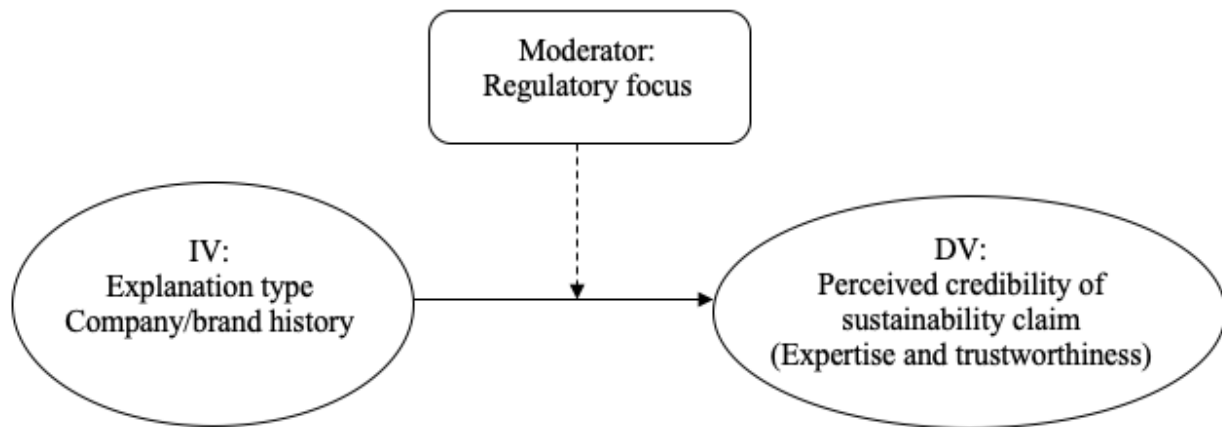 Moderator:
Regulatory focus
IV:
Explanation type
Company/brand history
DV:
Perceived credibility of
sustainability claim
(Expertise and trustworthiness)